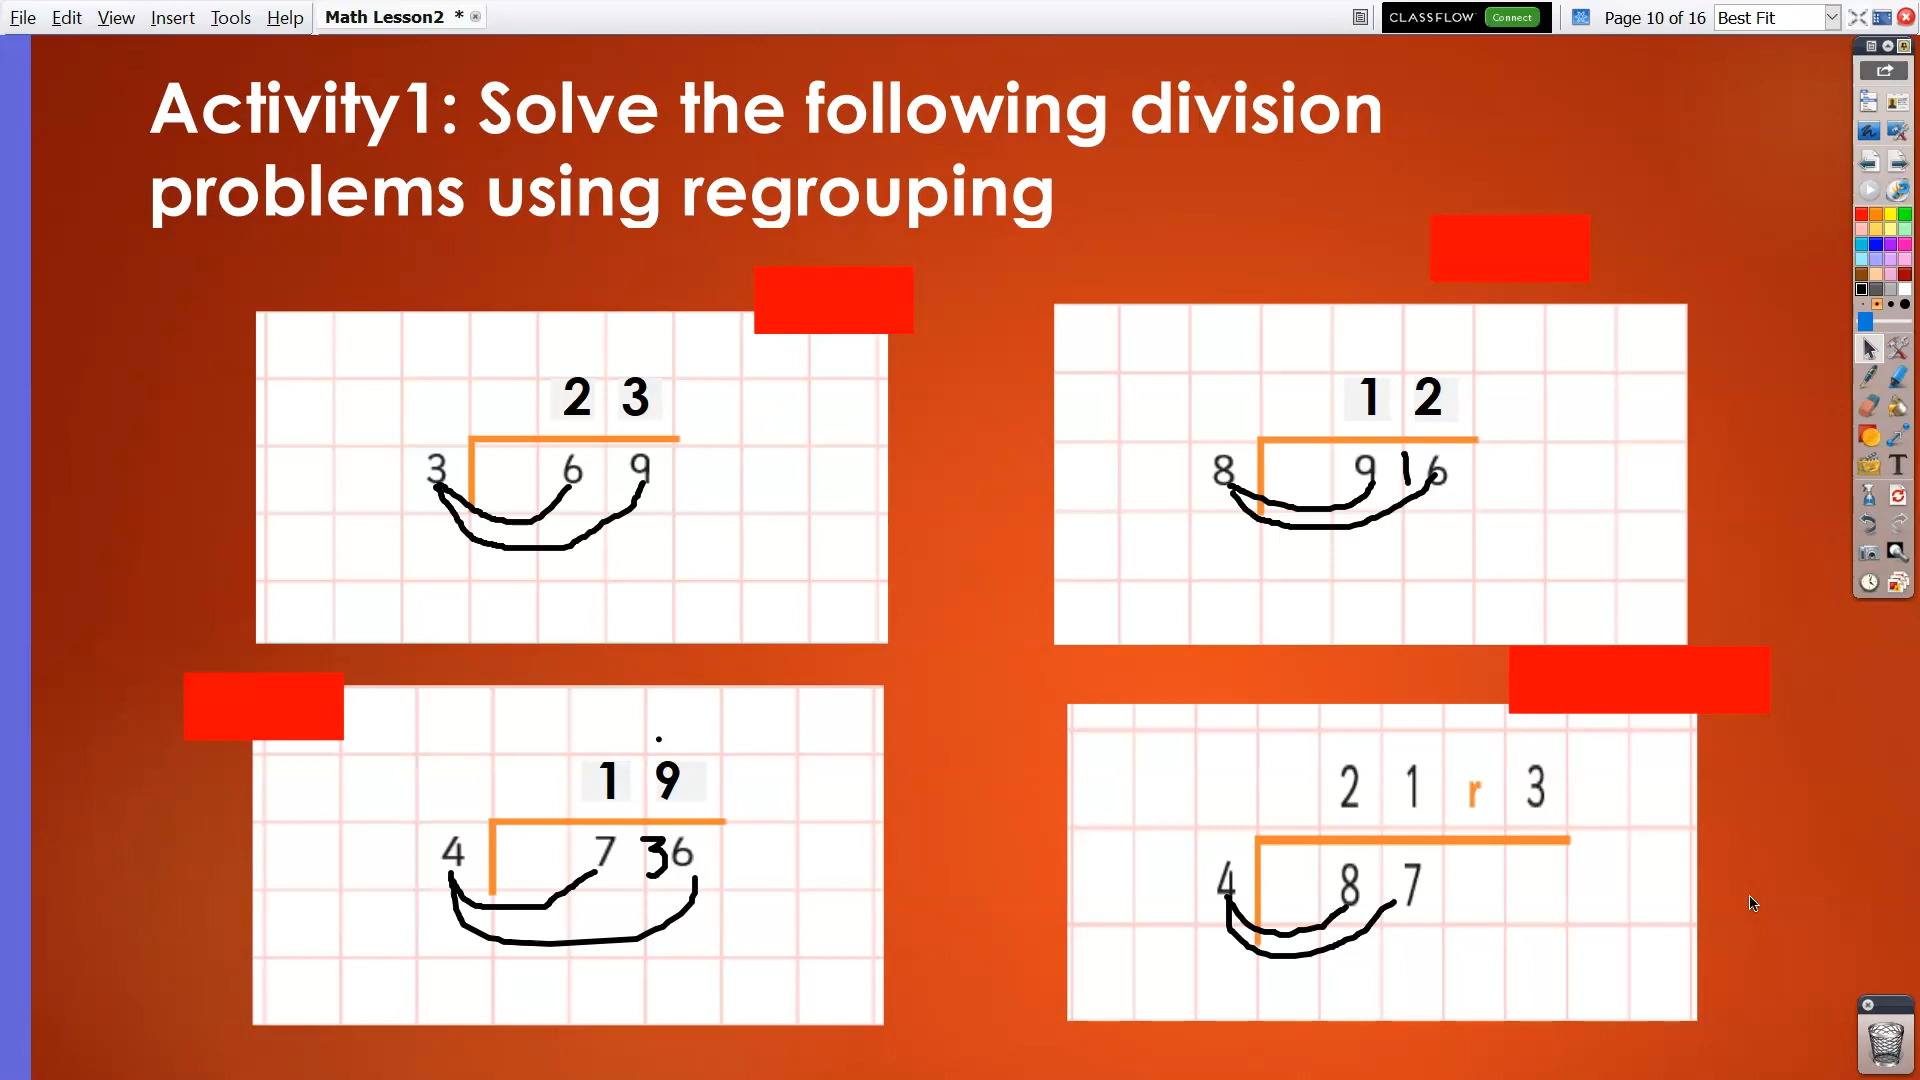 File Edit View Insert Tools Help Math Lesson2 * CLASSFLOW Connect Page 10 of 16 Best Fit
Activity1: Solve the following division
problems using regrouping
2 3
3 6 9
1 2
8 9 1 6
1 9
4 7 3 6
2 1 r 3
4 8 7